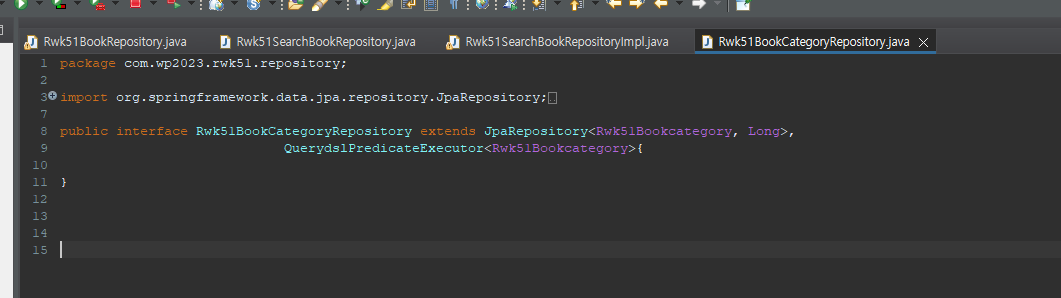 Rwk51BookRepository.java Rwk51SearchBookRepository.java Rwk51SearchBookRepositoryImpl.java Rwk51BookCategoryRepository.java
1 package com.wp2023.rwk51.repository;
2
3 import org.springframework.data.jpa.repository.JpaRepository;
7
8 public interface Rwk51BookCategoryRepository extends JpaRepository<Rwk51Bookcategory, Long>,
9 QuerydslPredicateExecutor<Rwk51Bookcategory>{
10
11 }
12
13
14
15